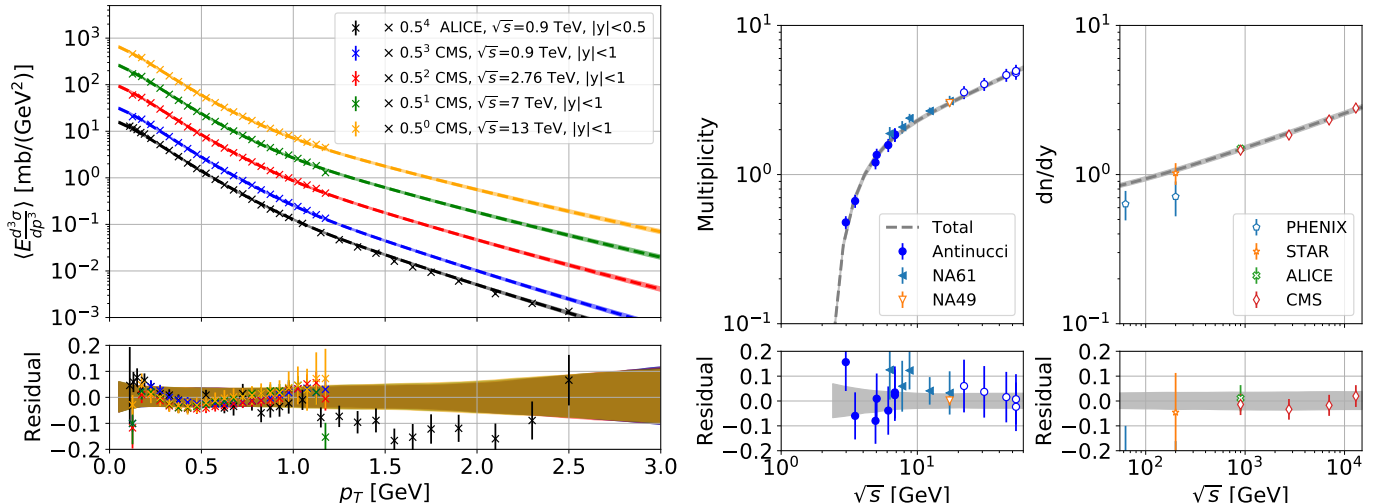 10³
10²
10¹
10⁰
10⁻¹
10⁻²
10⁻³
⟨E d³σ/dp³⟩ [mb/(GeV²)]
× 0.5⁴ ALICE, √s=0.9 TeV, |y|<0.5
× 0.5³ CMS, √s=0.9 TeV, |y|<1
× 0.5² CMS, √s=2.76 TeV, |y|<1
× 0.5¹ CMS, √s=7 TeV, |y|<1
× 0.5⁰ CMS, √s=13 TeV, |y|<1
0.2
0.1
0.0
−0.1
−0.2
Residual
0.0 0.5 1.0 1.5 2.0 2.5 3.0
p_T [GeV]
10¹
10⁰
10⁻¹
Multiplicity
Total
Antinucci
NA61
NA49
0.2
0.1
0.0
−0.1
−0.2
Residual
10⁰ 10¹
√s [GeV]
10¹
10⁰
10⁻¹
dn/dy
PHENIX
STAR
ALICE
CMS
0.2
0.1
0.0
−0.1
−0.2
Residual
10² 10³ 10⁴
√s [GeV]